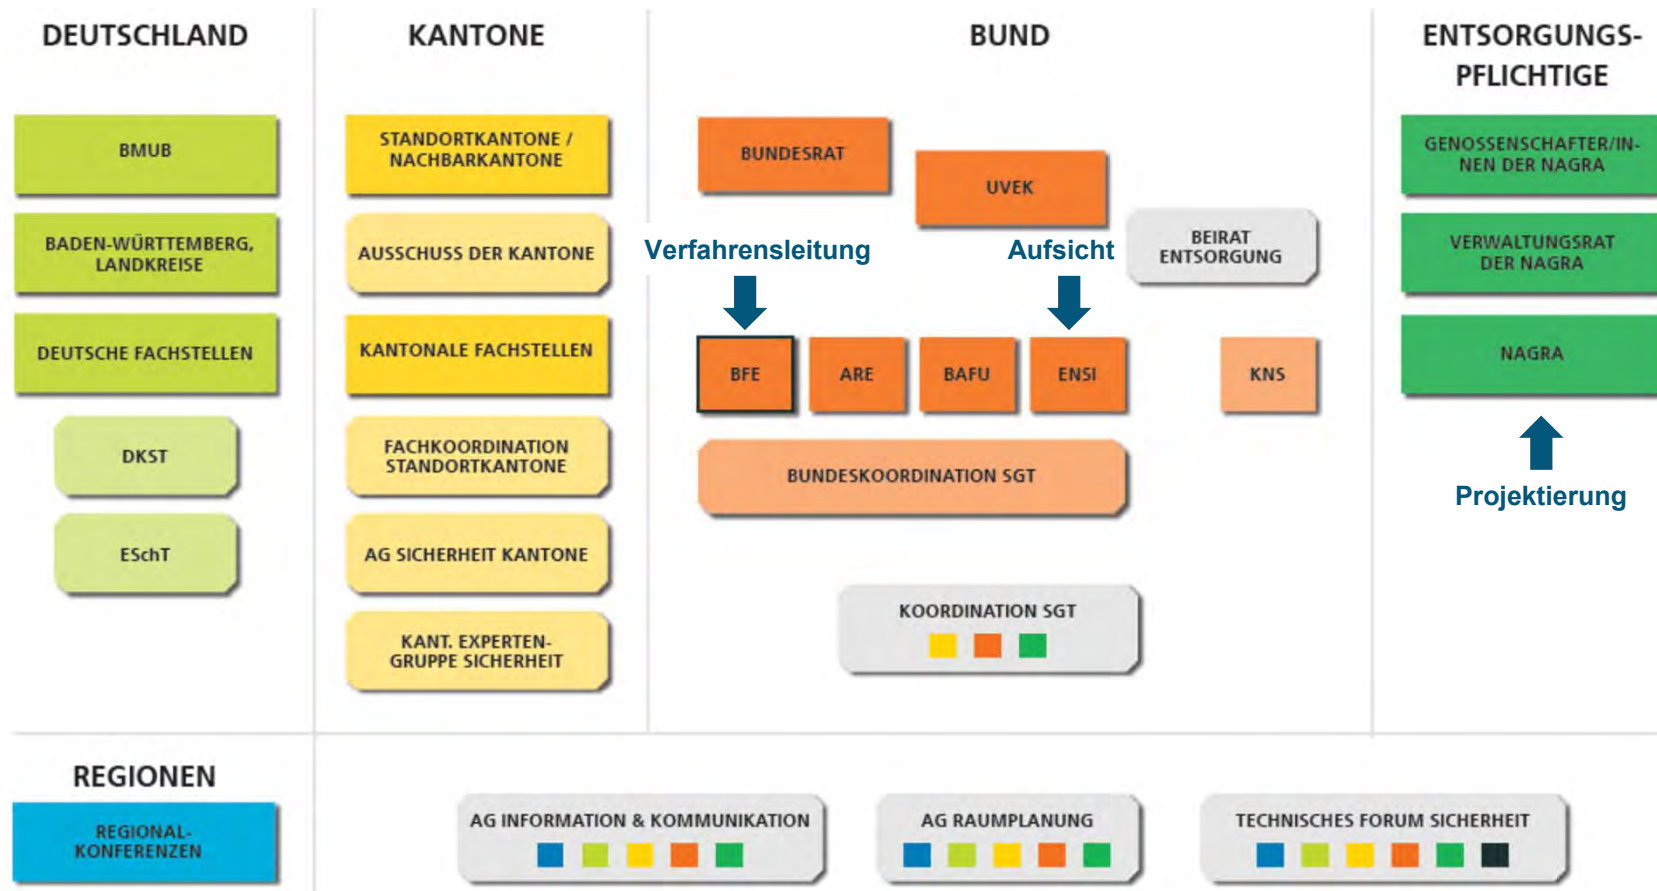 DEUTSCHLAND
BMUB
BADEN-WÜRTTEMBERG,
LANDKREISE
DEUTSCHE FACHSTELLEN
DKST
ESchT
KANTONE
STANDORTKANTONE /
NACHBARKANTONE
AUSSCHUSS DER KANTONE
KANTONALE FACHSTELLEN
FACHKOORDINATION
STANDORTKANTONE
AG SICHERHEIT KANTONE
KANT. EXPERTEN-
GRUPPE SICHERHEIT
BUND
BUNDESRAT
UVEK
Verfahrensleitung
Aufsicht
BEIRAT
ENTSORGUNG
BFE
ARE
BAFU
ENSI
KNS
BUNDESKOORDINATION SGT
KOORDINATION SGT
ENTSORGUNGS-
PFLICHTIGE
GENOSSENSCHAFTER/IN-
NEN DER NAGRA
VERWALTUNGSRAT
DER NAGRA
NAGRA
Projektierung
REGIONEN
REGIONAL-
KONFERENZEN
AG INFORMATION & KOMMUNIKATION
AG RAUMPLANUNG
TECHNISCHES FORUM SICHERHEIT